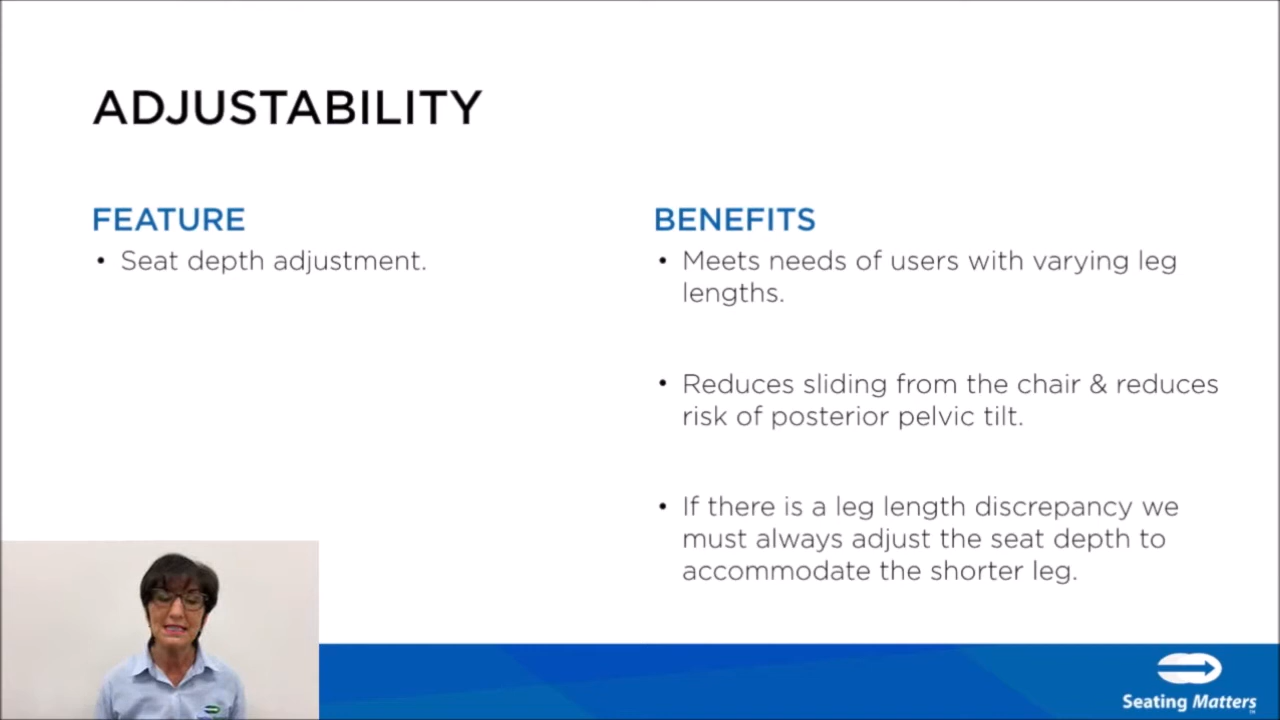 ADJUSTABILITY
FEATURE
• Seat depth adjustment.
BENEFITS
• Meets needs of users with varying leg
lengths.
• Reduces sliding from the chair & reduces
risk of posterior pelvic tilt.
• If there is a leg length discrepancy we
must always adjust the seat depth to
accommodate the shorter leg.
Seating Matters